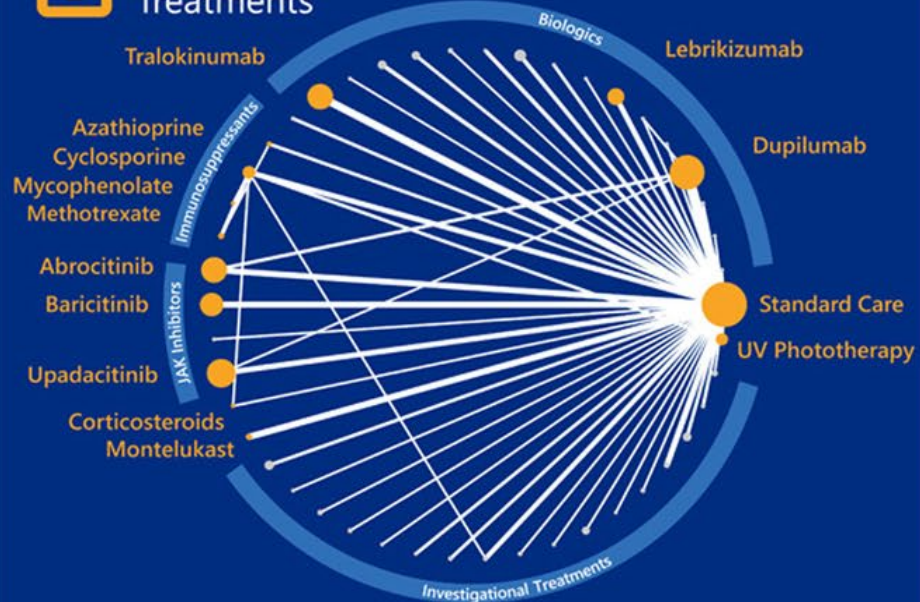 Treatments
Biologics
Tralokinumab
Lebrikizumab
Immunosuppressants
Azathioprine
Cyclosporine
Mycophenolate
Methotrexate
Dupilumab
JAK Inhibitors
Abrocitinib
Baricitinib
Upadacitinib
Standard Care
UV Phototherapy
Corticosteroids
Montelukast
Investigational Treatments